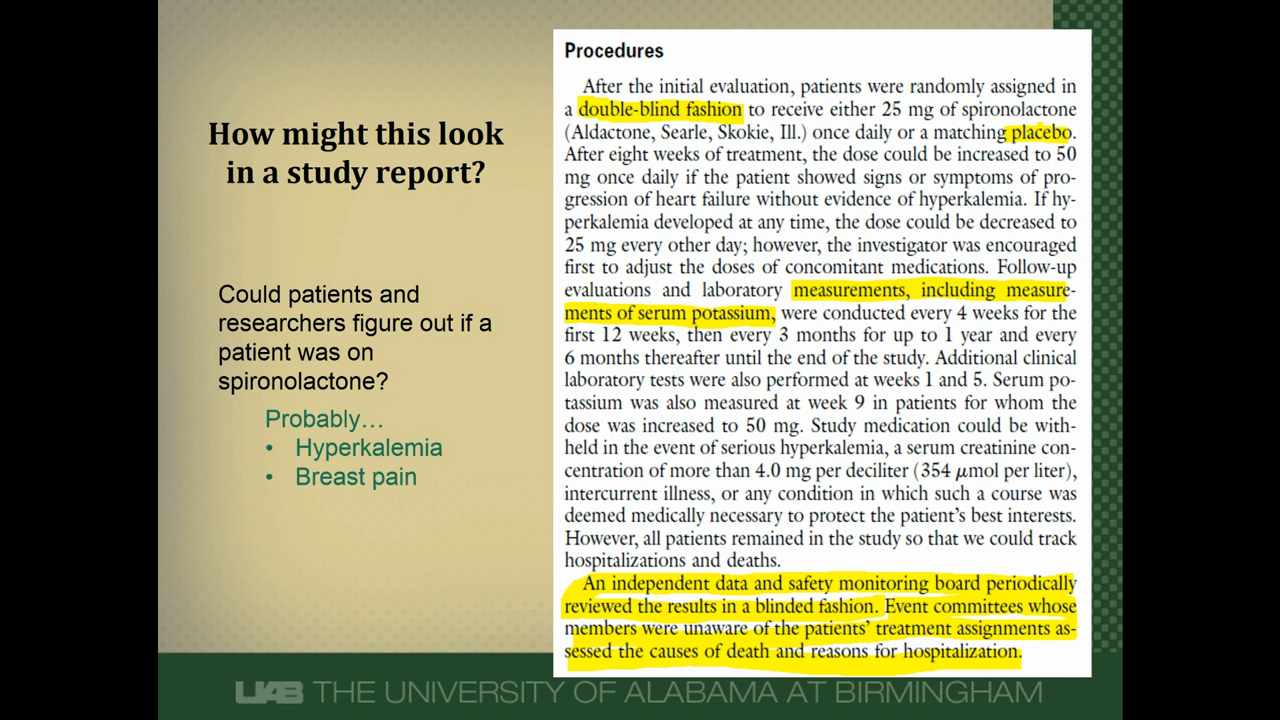 How might this look
in a study report?
Could patients and
researchers figure out if a
patient was on
spironolactone?
Probably…
• Hyperkalemia
• Breast pain
Procedures
After the initial evaluation, patients were randomly assigned in
a double-blind fashion to receive either 25 mg of spironolactone
(Aldactone, Searle, Skokie, Ill.) once daily or a matching placebo.
After eight weeks of treatment, the dose could be increased to 50
mg once daily if the patient showed signs or symptoms of pro-
gression of heart failure without evidence of hyperkalemia. If hy-
perkalemia developed at any time, the dose could be decreased to
25 mg every other day; however, the investigator was encouraged
first to adjust the doses of concomitant medications. Follow-up
evaluations and laboratory measurements, including measure-
ments of serum potassium, were conducted every 4 weeks for the
first 12 weeks, then every 3 months for up to 1 year and every
6 months thereafter until the end of the study. Additional clinical
laboratory tests were also performed at weeks 1 and 5. Serum po-
tassium was also measured at week 9 in patients for whom the
dose was increased to 50 mg. Study medication could be with-
held in the event of serious hyperkalemia, a serum creatinine con-
centration of more than 4.0 mg per deciliter (354 μmol per liter),
intercurrent illness, or any condition in which such a course was
deemed medically necessary to protect the patient's best interests.
However, all patients remained in the study so that we could track
hospitalizations and deaths.
An independent data and safety monitoring board periodically
reviewed the results in a blinded fashion. Event committees whose
members were unaware of the patients' treatment assignments as-
sessed the causes of death and reasons for hospitalization.
UAB THE UNIVERSITY OF ALABAMA AT BIRMINGHAM